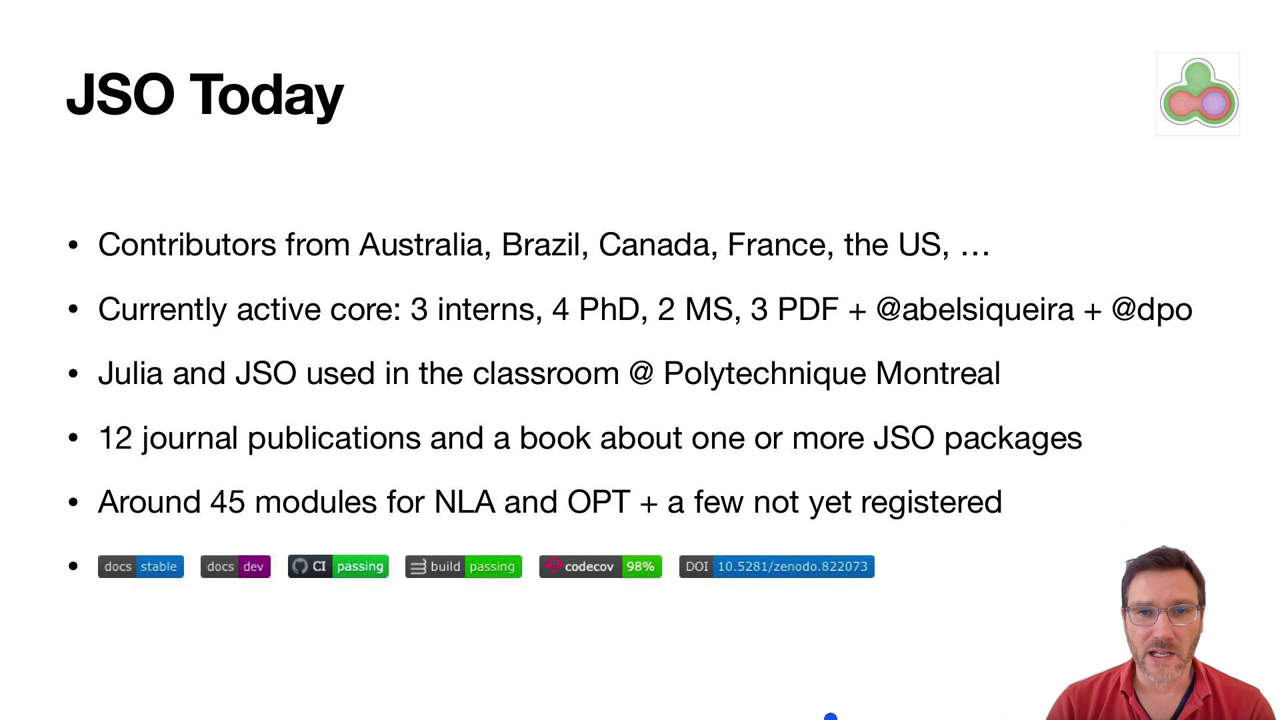 JSO Today
• Contributors from Australia, Brazil, Canada, France, the US, …
• Currently active core: 3 interns, 4 PhD, 2 MS, 3 PDF + @abelsiqueira + @dpo
• Julia and JSO used in the classroom @ Polytechnique Montreal
• 12 journal publications and a book about one or more JSO packages
• Around 45 modules for NLA and OPT + a few not yet registered
• docs stable docs dev CI passing build passing codecov 98% DOI 10.5281/zenodo.822073